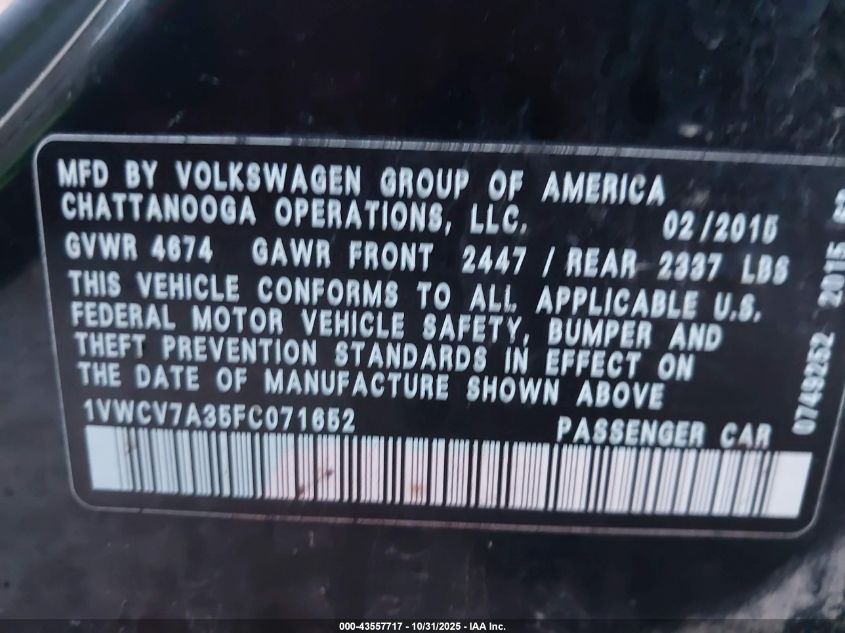 MFD BY VOLKSWAGEN GROUP OF AMERICA
CHATTANOOGA OPERATIONS, LLC. 02/2015
GVWR 4674 GAWR FRONT 2447 / REAR 2337 LBS
THIS VEHICLE CONFORMS TO ALL APPLICABLE U.S.
FEDERAL MOTOR VEHICLE SAFETY, BUMPER AND
THEFT PREVENTION STANDARDS IN EFFECT ON
THE DATE OF MANUFACTURE SHOWN ABOVE
1VWCV7A35FC071652 PASSENGER CAR
0749252 2015
000-43557717 - 10/31/2025 - IAA Inc.